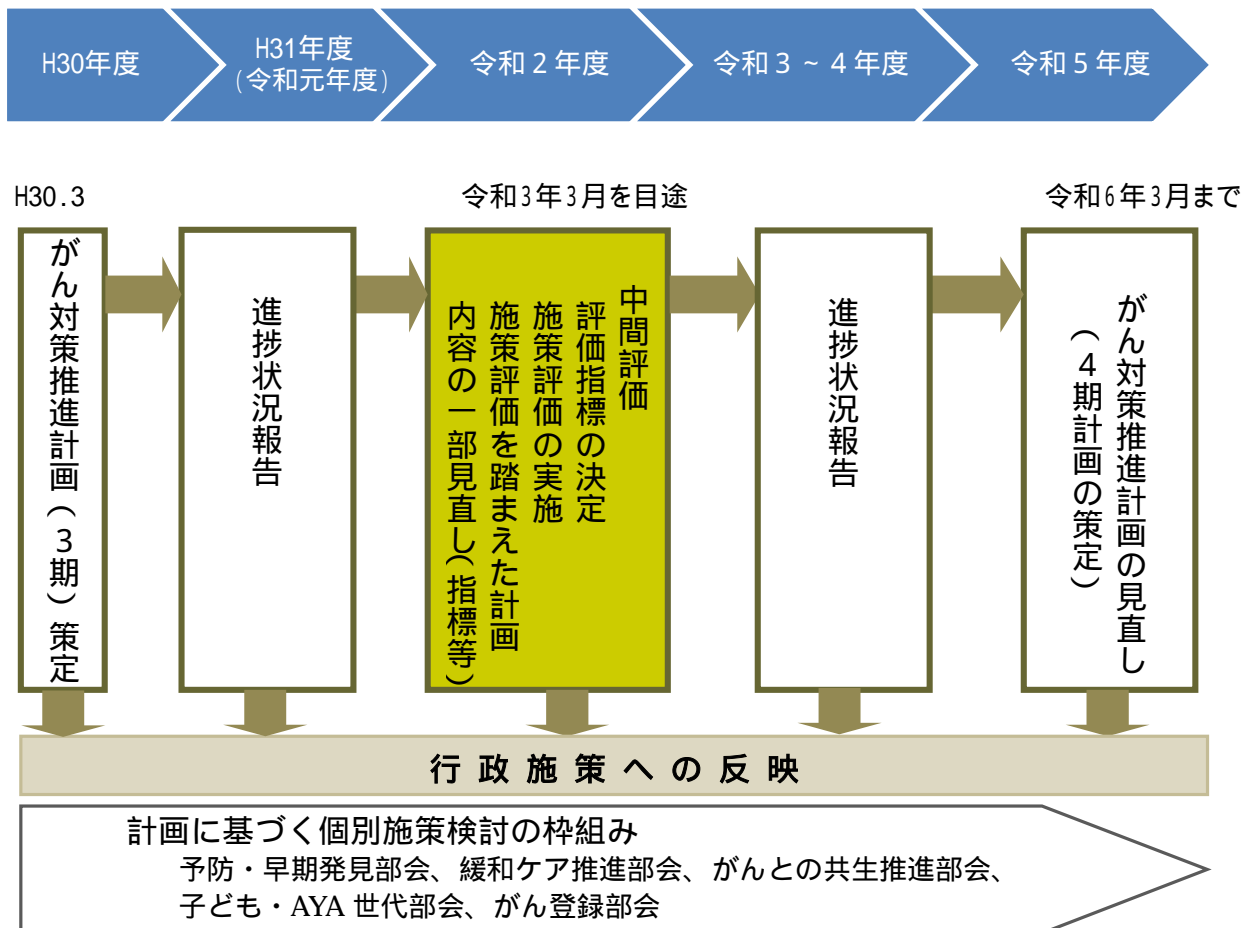 H30年度
H31年度
(令和元年度)
令和２年度
令和３～４年度
令和５年度
H30.3
令和3年3月を目途
令和6年3月まで
がん対策推進計画（３期）策定
進捗状況報告
中間評価
評価指標の決定
施策評価の実施
施策評価を踏まえた計画
内容の一部見直し（指標等）
進捗状況報告
がん対策推進計画の見直し
（４期計画の策定）
行政施策への反映
計画に基づく個別施策検討の枠組み
予防・早期発見部会、緩和ケア推進部会、がんとの共生推進部会、
子ども・AYA 世代部会、がん登録部会